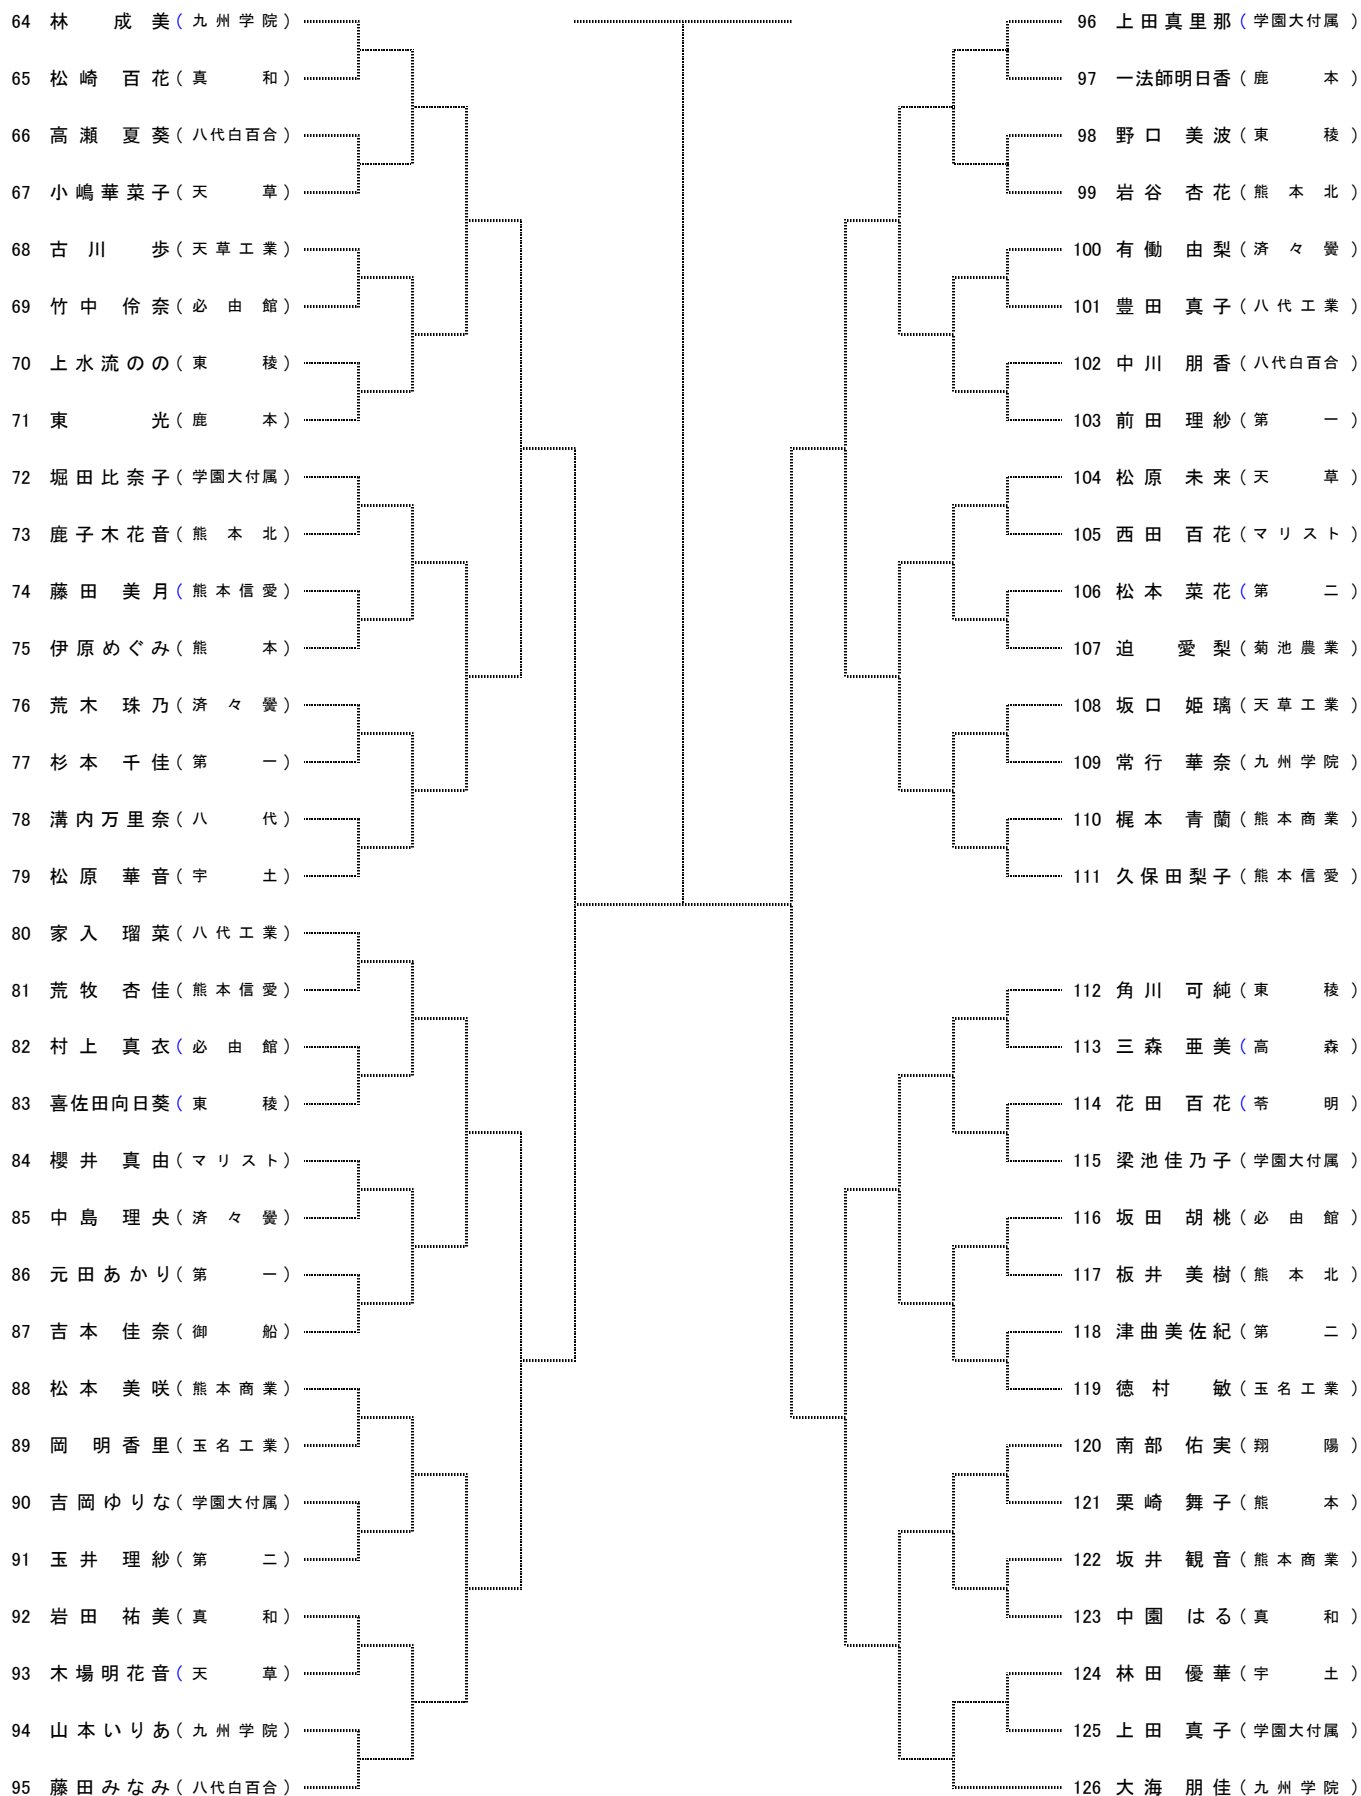 64 林 成美(九州学院)
65 松崎 百花(真 和)
66 高瀬 夏葵(八代白百合)
67 小嶋華菜子(天 草)
68 古川 歩(天草工業)
69 竹中 伶奈(必由館)
70 上水流のの(東 稜)
71 東 光(鹿 本)
72 堀田比奈子(学園大付属)
73 鹿子木花音(熊本北)
74 藤田 美月(熊本信愛)
75 伊原めぐみ(熊 本)
76 荒木 珠乃(済々黌)
77 杉本 千佳(第 一)
78 溝内万里奈(八 代)
79 松原 華音(宇 土)
80 家入 瑠菜(八代工業)
81 荒牧 杏佳(熊本信愛)
82 村上 真衣(必由館)
83 喜佐田向日葵(東 稜)
84 櫻井 真由(マリスト)
85 中島 理央(済々黌)
86 元田あかり(第 一)
87 吉本 佳奈(御 船)
88 松本 美咲(熊本商業)
89 岡 明香里(玉名工業)
90 吉岡ゆりな(学園大付属)
91 玉井 理紗(第 二)
92 岩田 祐美(真 和)
93 木場明花音(天 草)
94 山本いりあ(九州学院)
95 藤田みなみ(八代白百合)
96 上田真里那(学園大付属)
97 一法師明日香(鹿 本)
98 野口 美波(東 稜)
99 岩谷 杏花(熊本北)
100 有働 由梨(済々黌)
101 豊田 真子(八代工業)
102 中川 朋香(八代白百合)
103 前田 理紗(第 一)
104 松原 未来(天 草)
105 西田 百花(マリスト)
106 松本 菜花(第 二)
107 迫 愛梨(菊池農業)
108 坂口 姫璃(天草工業)
109 常行 華奈(九州学院)
110 梶本 青蘭(熊本商業)
111 久保田梨子(熊本信愛)
112 角川 可純(東 稜)
113 三森 亜美(高 森)
114 花田 百花(苓 明)
115 梁池佳乃子(学園大付属)
116 坂田 胡桃(必由館)
117 板井 美樹(熊本北)
118 津曲美佐紀(第 二)
119 徳村 敏(玉名工業)
120 南部 佑実(翔 陽)
121 栗崎 舞子(熊 本)
122 坂井 観音(熊本商業)
123 中園 はる(真 和)
124 林田 優華(宇 土)
125 上田 真子(学園大付属)
126 大海 朋佳(九州学院)